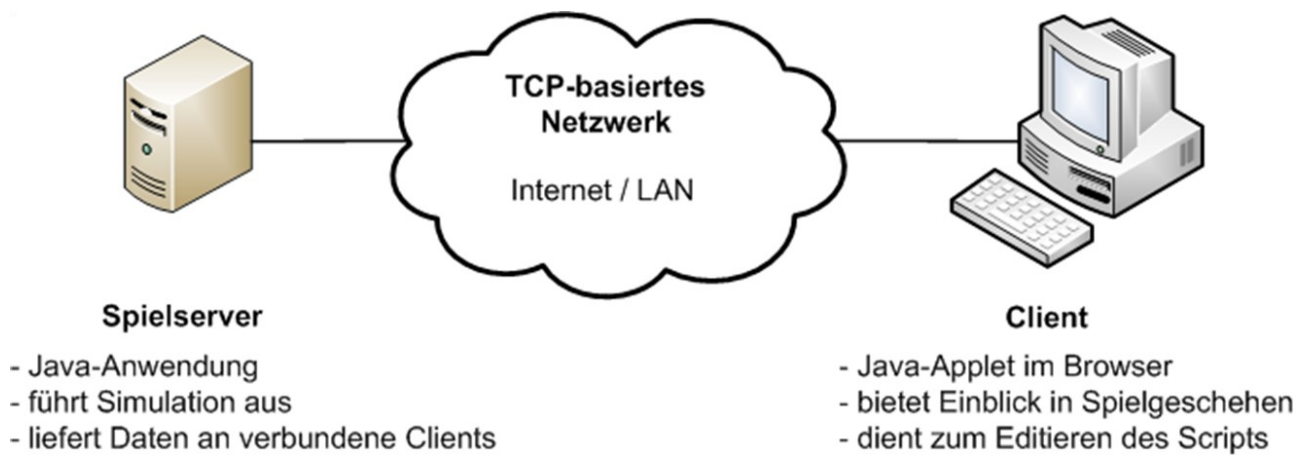 TCP-basiertes
Netzwerk
Internet / LAN
Spielserver
- Java-Anwendung
- führt Simulation aus
- liefert Daten an verbundene Clients
Client
- Java-Applet im Browser
- bietet Einblick in Spielgeschehen
- dient zum Editieren des Scripts